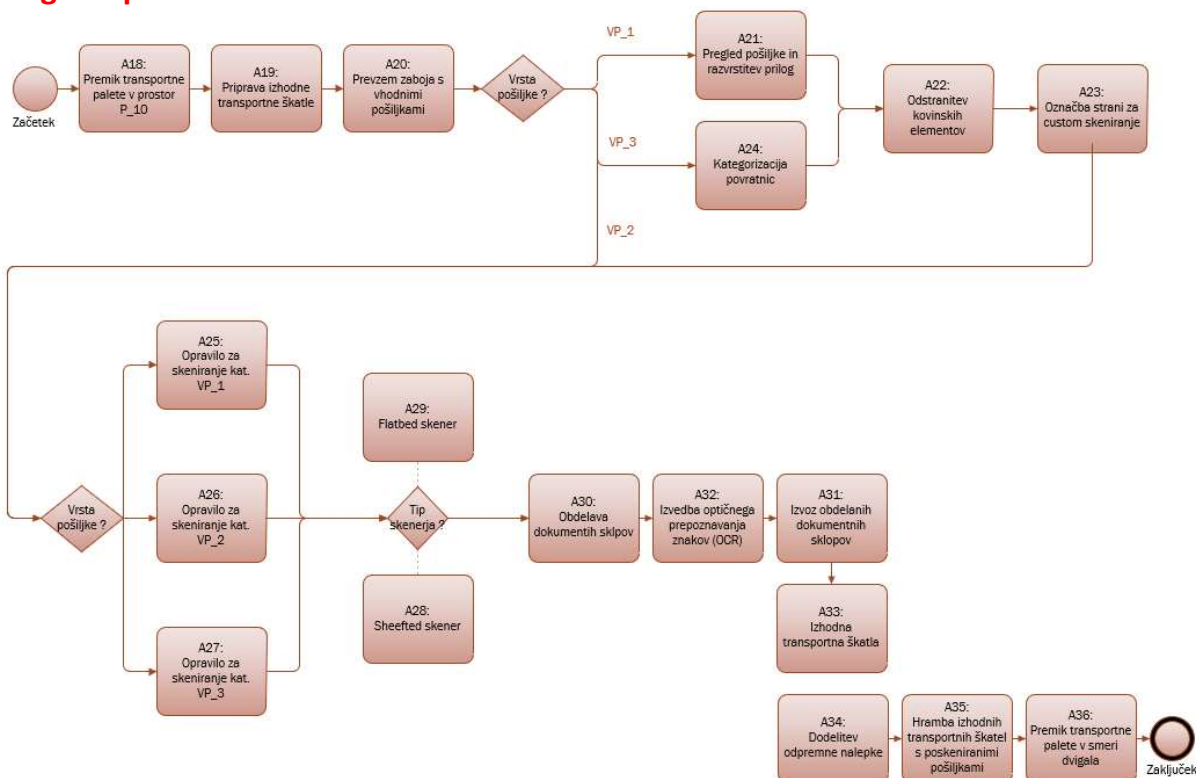 Začetek
A18:
Premik transportne
palete v prostor
P_10
A19:
Priprava izhodne
transportne škatle
A20:
Prevzem zaboja s
vhodnimi
pošiljkami
Vrsta
pošiljke ?
VP_1
VP_3
VP_2
A21:
Pregled pošiljke in
razvrstitev prilog
A24:
Kategorizacija
povratnic
A22:
Odstranitev
kovinskih
elementov
A23:
Označba strani za
custom skeniranje
Vrsta
pošiljke ?
A25:
Opravilo za
skeniranje kat.
VP_1
A26:
Opravilo za
skeniranje kat.
VP_2
A27:
Opravilo za
skeniranje kat.
VP_3
A29:
Flatbed skener
Tip
skenerja ?
A28:
Sheefted skener
A30:
Obdelava
dokumentih sklpov
A32:
Izvedba optičnega
prepoznavanja
znakov (OCR)
A31:
Izvoz obdelanih
dokumentnih
sklopov
A33:
Izhodna
transportna škatla
A34:
Dodelitev
odpremne nalepke
A35:
Hramba izhodnih
transportnih škatel
s poskeniranimi
pošiljkami
A36:
Premik transportne
palete v smeri
dvigala
Zaključek